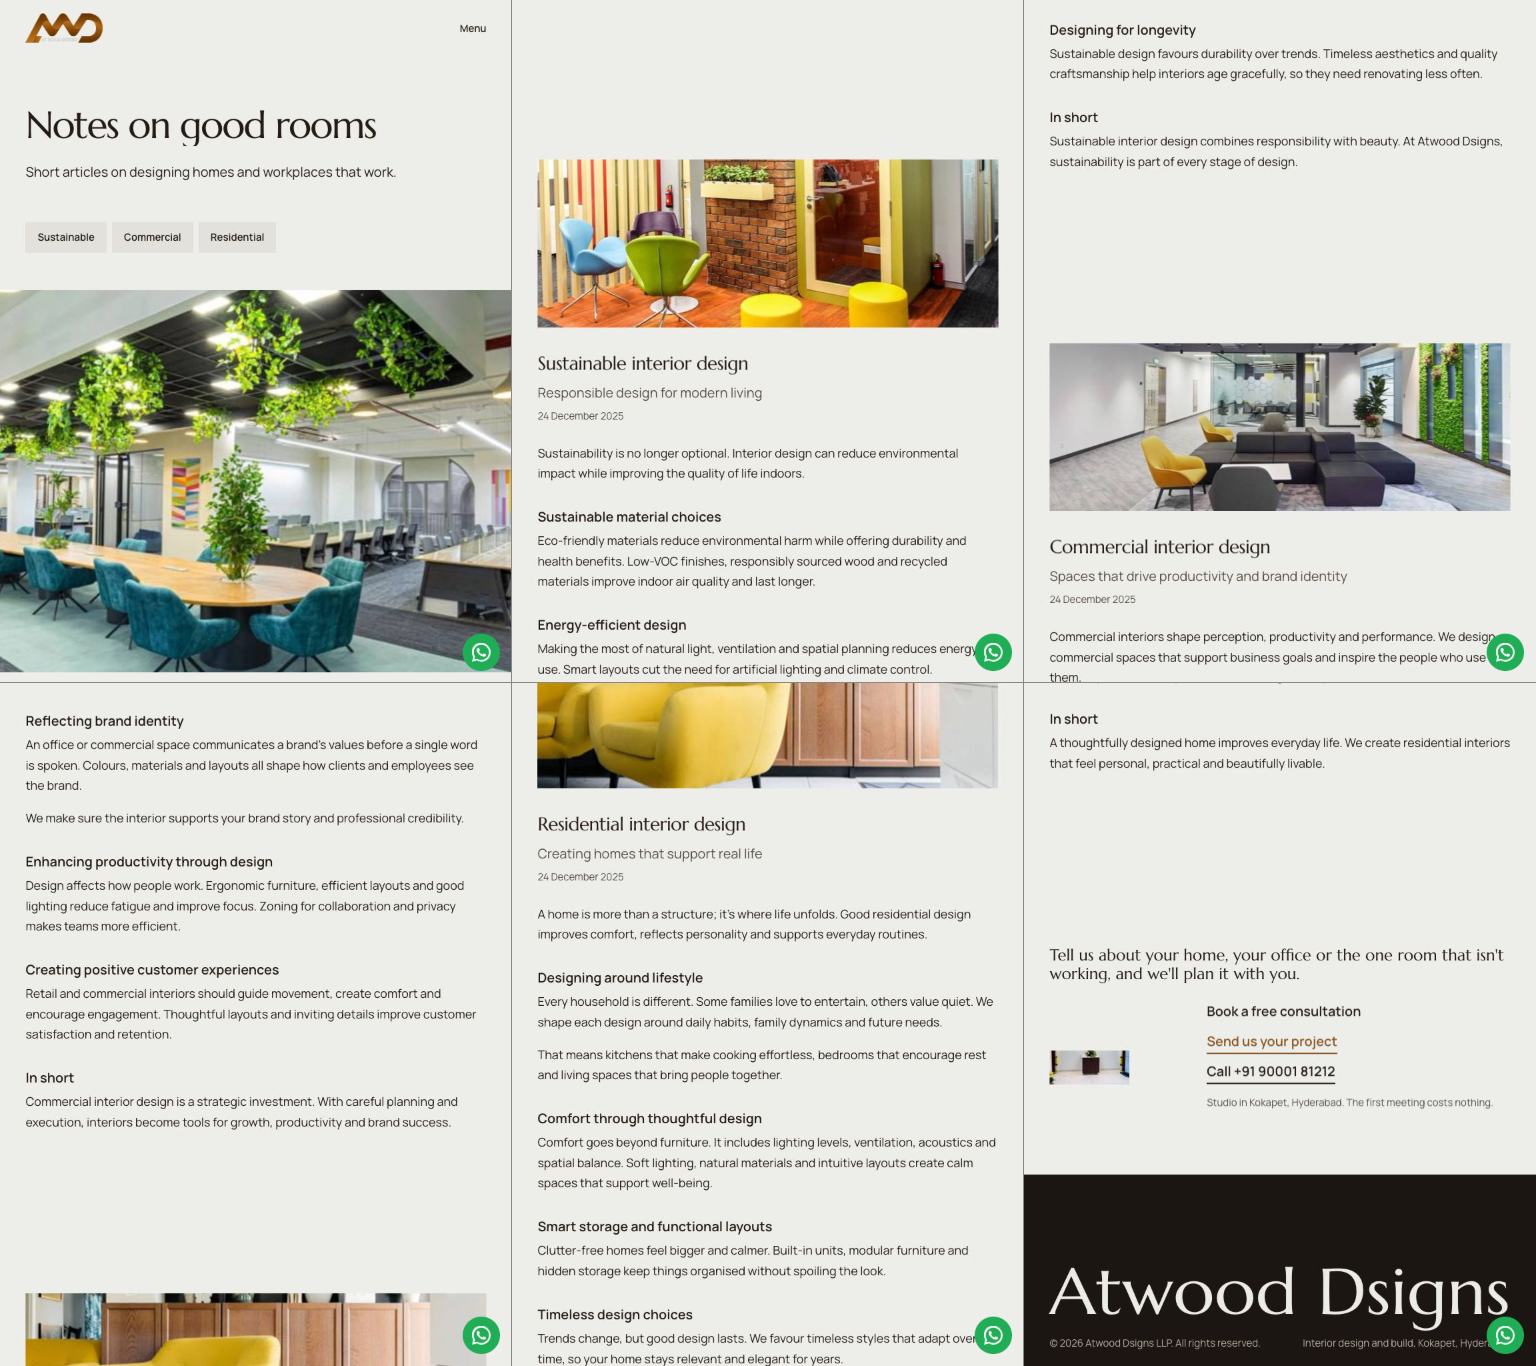 Menu
Notes on good rooms
Short articles on designing homes and workplaces that work.
Sustainable
Commercial
Residential
Sustainable interior design
Responsible design for modern living
24 December 2025
Sustainability is no longer optional. Interior design can reduce environmental
impact while improving the quality of life indoors.
Sustainable material choices
Eco-friendly materials reduce environmental harm while offering durability and
health benefits. Low-VOC finishes, responsibly sourced wood and recycled
materials improve indoor air quality and last longer.
Energy-efficient design
Making the most of natural light, ventilation and spatial planning reduces energy
use. Smart layouts cut the need for artificial lighting and climate control.
Designing for longevity
Sustainable design favours durability over trends. Timeless aesthetics and quality
craftsmanship help interiors age gracefully, so they need renovating less often.
In short
Sustainable interior design combines responsibility with beauty. At Atwood Dsigns,
sustainability is part of every stage of design.
Commercial interior design
Spaces that drive productivity and brand identity
24 December 2025
Commercial interiors shape perception, productivity and performance. We design
commercial spaces that support business goals and inspire the people who use
them.
Reflecting brand identity
An office or commercial space communicates a brand's values before a single word
is spoken. Colours, materials and layouts all shape how clients and employees see
the brand.
We make sure the interior supports your brand story and professional credibility.
Enhancing productivity through design
Design affects how people work. Ergonomic furniture, efficient layouts and good
lighting reduce fatigue and improve focus. Zoning for collaboration and privacy
makes teams more efficient.
Creating positive customer experiences
Retail and commercial interiors should guide movement, create comfort and
encourage engagement. Thoughtful layouts and inviting details improve customer
satisfaction and retention.
In short
Commercial interior design is a strategic investment. With careful planning and
execution, interiors become tools for growth, productivity and brand success.
Residential interior design
Creating homes that support real life
24 December 2025
A home is more than a structure; it's where life unfolds. Good residential design
improves comfort, reflects personality and supports everyday routines.
Designing around lifestyle
Every household is different. Some families love to entertain, others value quiet. We
shape each design around daily habits, family dynamics and future needs.
That means kitchens that make cooking effortless, bedrooms that encourage rest
and living spaces that bring people together.
Comfort through thoughtful design
Comfort goes beyond furniture. It includes lighting levels, ventilation, acoustics and
spatial balance. Soft lighting, natural materials and intuitive layouts create calm
spaces that support well-being.
Smart storage and functional layouts
Clutter-free homes feel bigger and calmer. Built-in units, modular furniture and
hidden storage keep things organised without spoiling the look.
Timeless design choices
Trends change, but good design lasts. We favour timeless styles that adapt over
time, so your home stays relevant and elegant for years.
In short
A thoughtfully designed home improves everyday life. We create residential interiors
that feel personal, practical and beautifully livable.
Tell us about your home, your office or the one room that isn't
working, and we'll plan it with you.
Book a free consultation
Send us your project
Call +91 90001 81212
Studio in Kokapet, Hyderabad. The first meeting costs nothing.
Atwood Dsigns
© 2026 Atwood Dsigns LLP. All rights reserved.
Interior design and build, Kokapet,